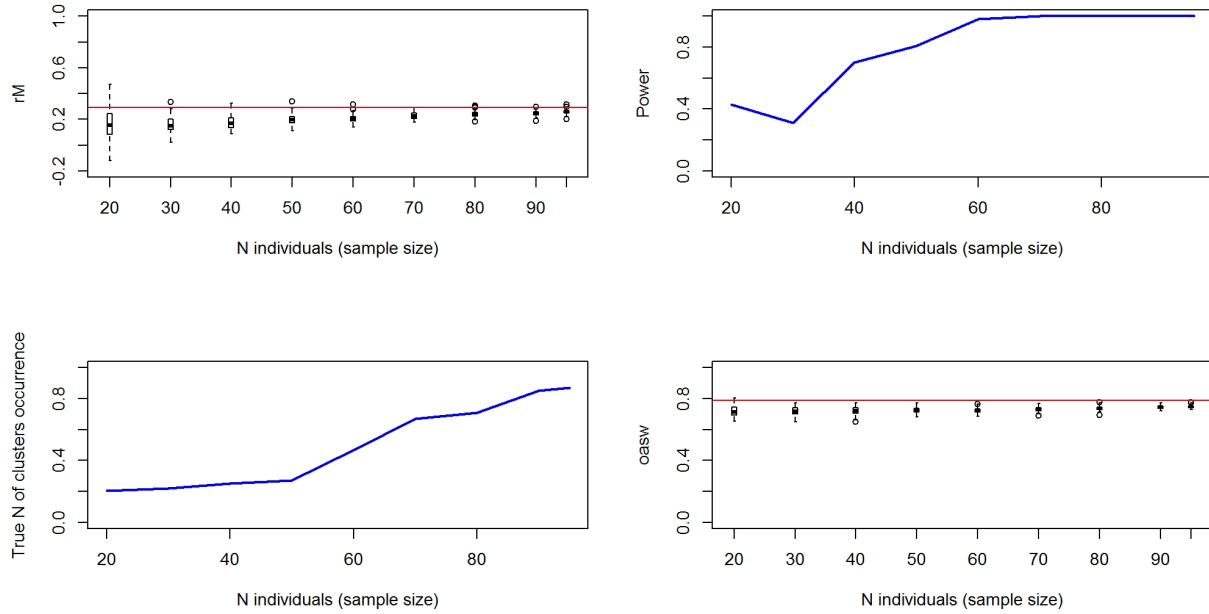 rM
-0.2 0.2 0.6 1.0
20 30 40 50 60 70 80 90
N individuals (sample size)
Power
0.0 0.4 0.8
20 40 60 80
N individuals (sample size)
True N of clusters occurrence
0.0 0.4 0.8
20 40 60 80
N individuals (sample size)
oasw
0.0 0.4 0.8
20 30 40 50 60 70 80 90
N individuals (sample size)